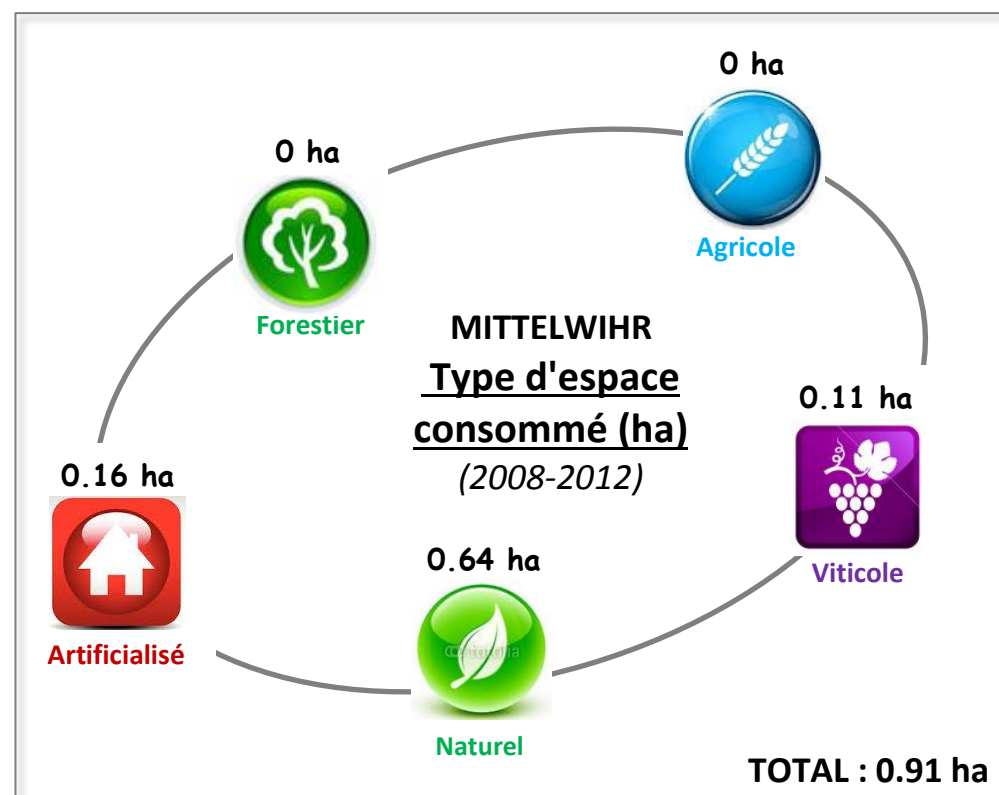 0 ha
Agricole
0 ha
Forestier
MITTELWIHR
Type d'espace
consommé (ha)
(2008-2012)
0.11 ha
Viticole
0.16 ha
Artificialisé
0.64 ha
Naturel
TOTAL : 0.91 ha